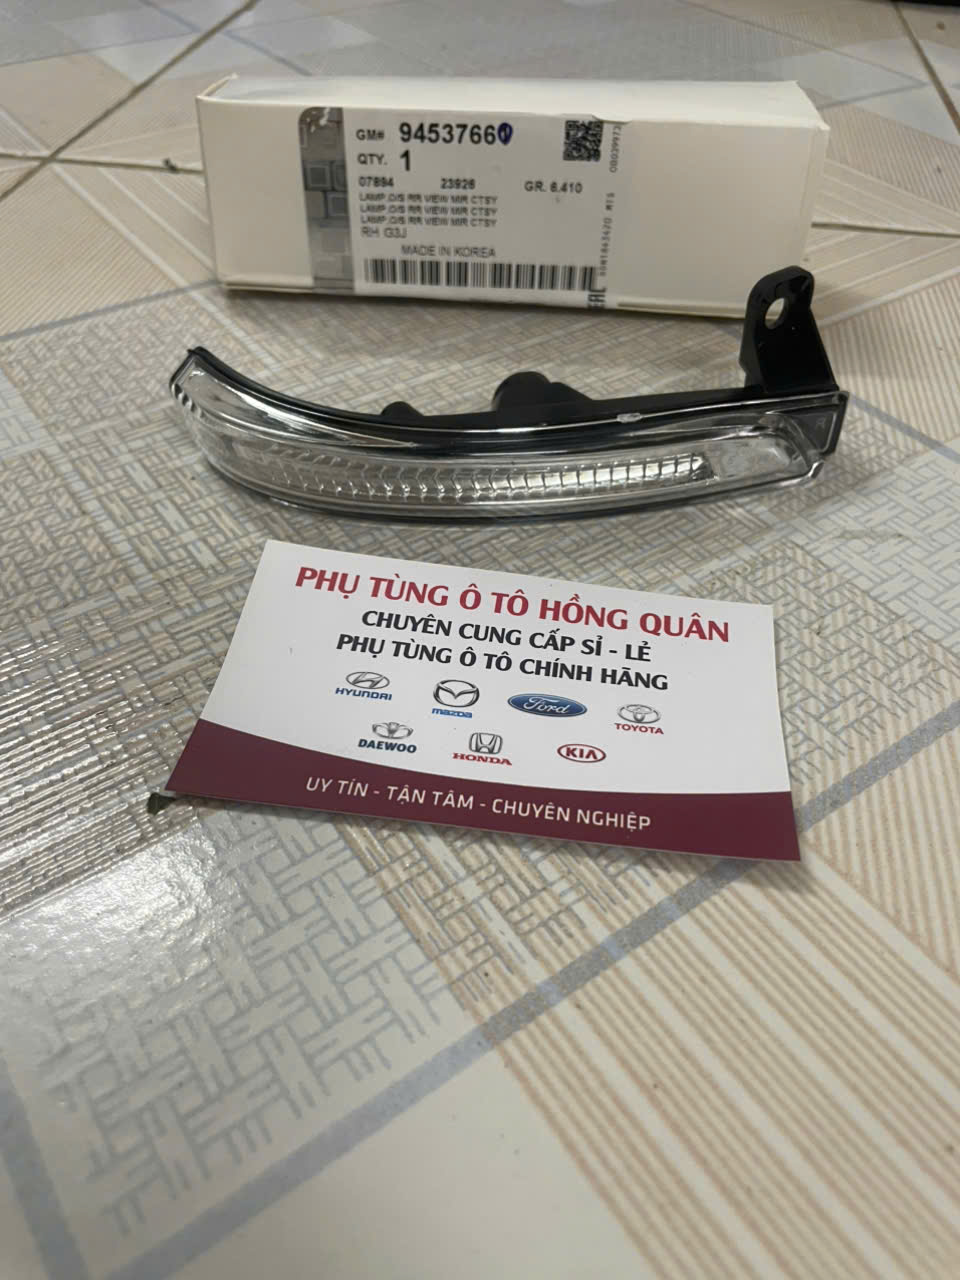 GM# 94537660
QTY. 1
07894 23926 GR. 6.410
LAMP,O/S RR VIEW MIR CTSY
LAMP,O/S RR VIEW MIR CTSY
LAMP,O/S RR VIEW MIR CTSY
RH G3J
MADE IN KOREA
EAC
PHỤ TÙNG Ô TÔ HỒNG QUÂN
CHUYÊN CUNG CẤP SỈ - LẺ
PHỤ TÙNG Ô TÔ CHÍNH HÃNG
HYUNDAI mazda Ford TOYOTA
DAEWOO HONDA KIA
UY TÍN - TẬN TÂM - CHUYÊN NGHIỆP